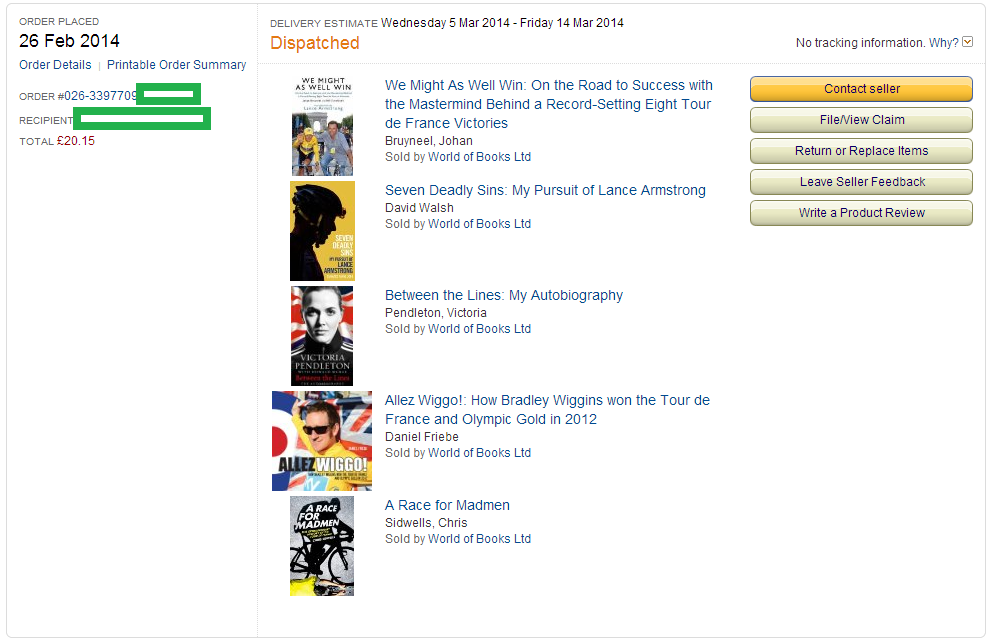 ORDER PLACED
26 Feb 2014
Order Details | Printable Order Summary
ORDER #026-3397709
RECIPIENT
TOTAL £20.15
DELIVERY ESTIMATE Wednesday 5 Mar 2014 - Friday 14 Mar 2014
Dispatched
No tracking information. Why?
WE MIGHT
AS WELL WIN
We Might As Well Win: On the Road to Success with
the Mastermind Behind a Record-Setting Eight Tour
de France Victories
Bruyneel, Johan
Sold by World of Books Ltd
SEVEN
DEADLY
SINS
MY PURSUIT OF
LANCE
ARMSTRONG
Seven Deadly Sins: My Pursuit of Lance Armstrong
David Walsh
Sold by World of Books Ltd
VICTORIA
PENDLETON
Between the Lines
Between the Lines: My Autobiography
Pendleton, Victoria
Sold by World of Books Ltd
ALLEZ WIGGO!
Allez Wiggo!: How Bradley Wiggins won the Tour de
France and Olympic Gold in 2012
Daniel Friebe
Sold by World of Books Ltd
A RACE
FOR
MADMEN
A Race for Madmen
Sidwells, Chris
Sold by World of Books Ltd
Contact seller
File/View Claim
Return or Replace Items
Leave Seller Feedback
Write a Product Review